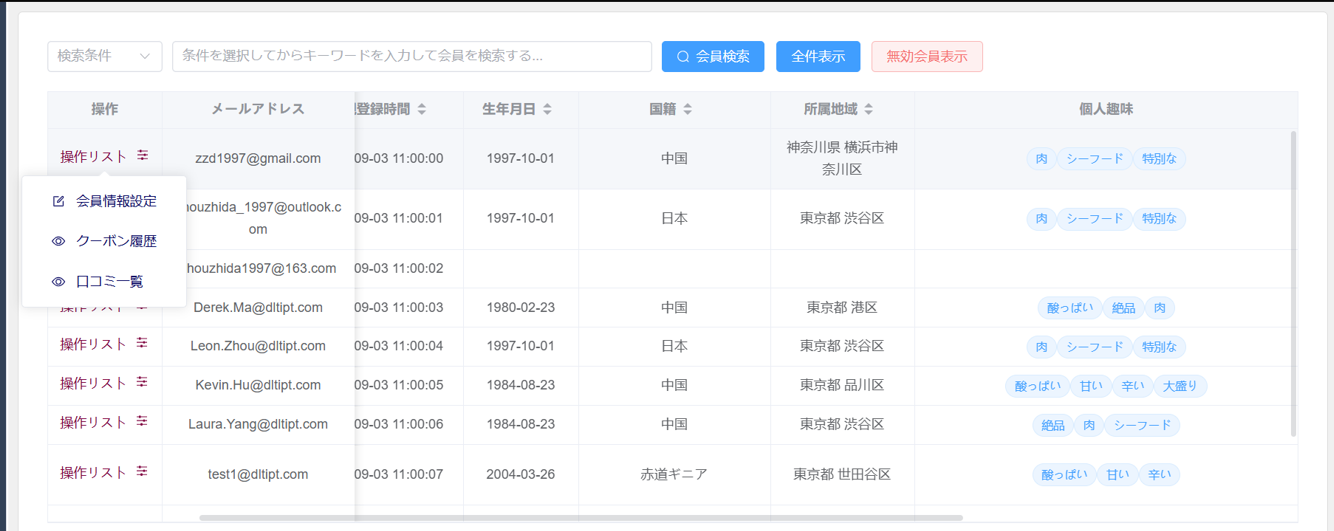 検索条件 条件を選択してからキーワードを入力して会員を検索する... 会員検索 全件表示 無効会員表示
操作 メールアドレス 登録時間 生年月日 国籍 所属地域 個人趣味
操作リスト zzd1997@gmail.com 09-03 11:00:00 1997-10-01 中国 神奈川県 横浜市神 肉 シーフード 特別な
奈川区
会員情報設定
クーポン履歴
口コミ一覧
houzhida_1997@outlook.c 09-03 11:00:01 1997-10-01 日本 東京都 渋谷区 肉 シーフード 特別な
om
houzhida1997@163.com 09-03 11:00:02
Derek.Ma@dltipt.com 09-03 11:00:03 1980-02-23 中国 東京都 港区 酸っぱい 絶品 肉
操作リスト Leon.Zhou@dltipt.com 09-03 11:00:04 1997-10-01 日本 東京都 渋谷区 肉 シーフード 特別な
操作リスト Kevin.Hu@dltipt.com 09-03 11:00:05 1984-08-23 中国 東京都 品川区 酸っぱい 甘い 辛い 大盛り
操作リスト Laura.Yang@dltipt.com 09-03 11:00:06 1984-08-23 中国 東京都 渋谷区 絶品 肉 シーフード
操作リスト test1@dltipt.com 09-03 11:00:07 2004-03-26 赤道ギニア 東京都 世田谷区 酸っぱい 甘い 辛い